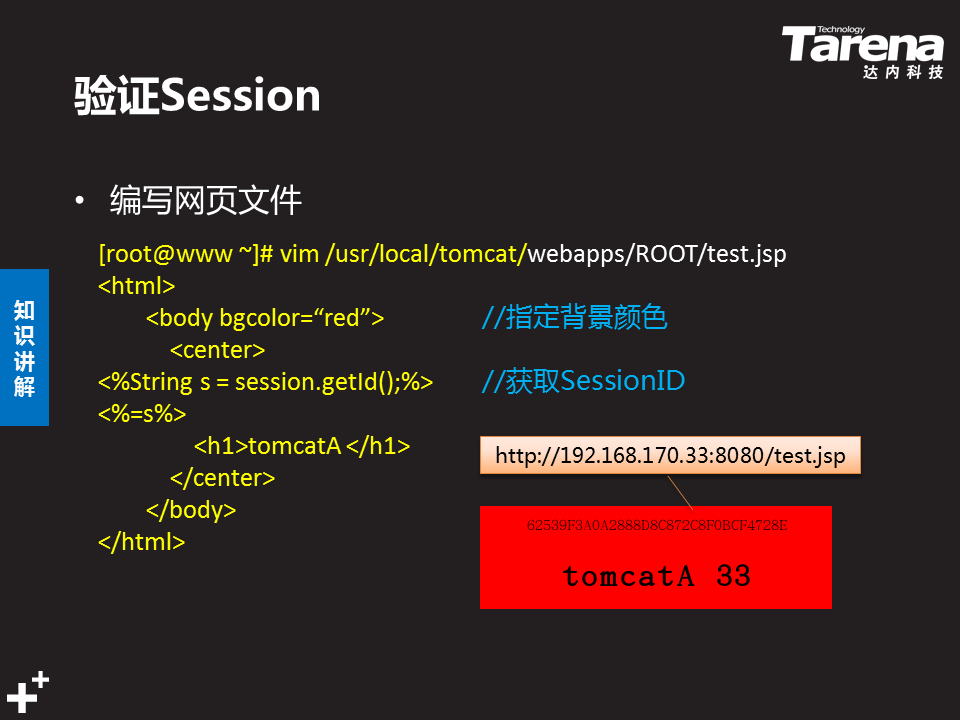 Technology
Tarena
达内科技
验证Session
• 编写网页文件
[root@www ~]# vim /usr/local/tomcat/webapps/ROOT/test.jsp
<html>
<body bgcolor=“red”> //指定背景颜色
<center>
<%String s = session.getId();%> //获取SessionID
<%=s%>
<h1>tomcatA </h1>
</center>
</body>
</html>
http://192.168.170.33:8080/test.jsp
62539F3A0A2888D8C872C8F0BCF4728E
tomcatA 33
知识讲解